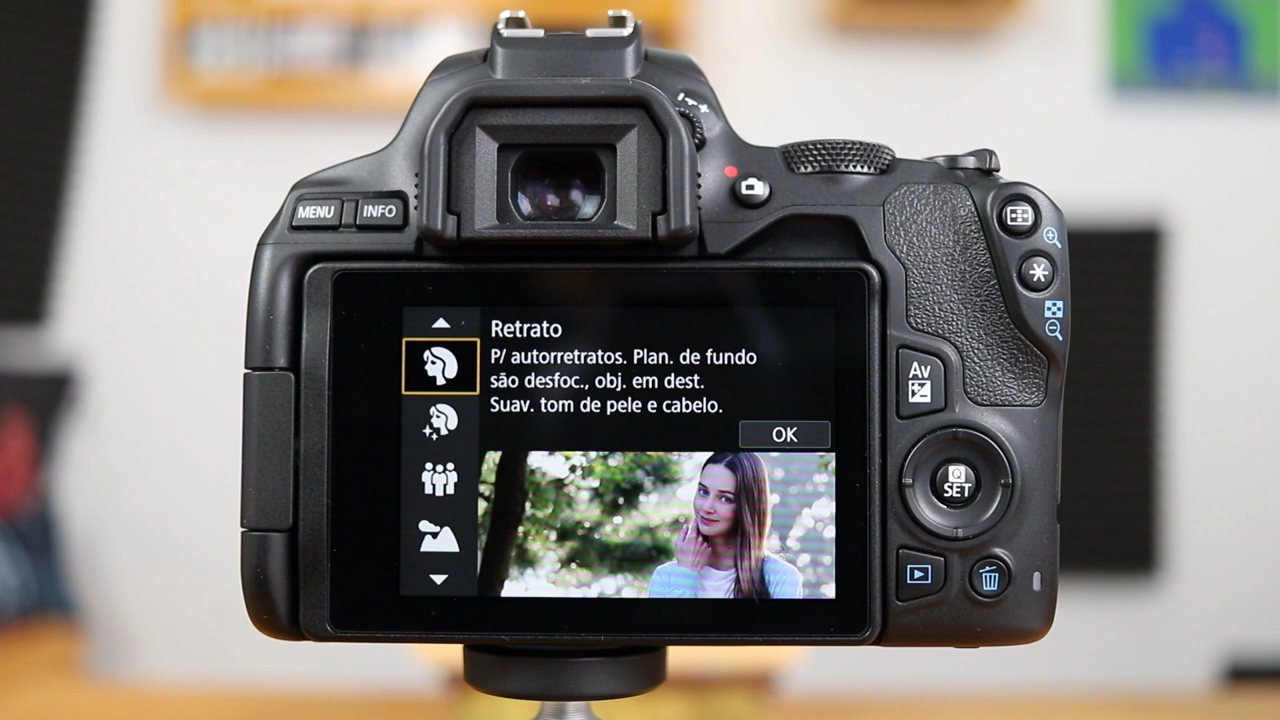 MENU
INFO
Retrato
P/ autorretratos. Plan. de fundo
são desfoc., obj. em dest.
Suav. tom de pele e cabelo.
OK
Av
Q
SET